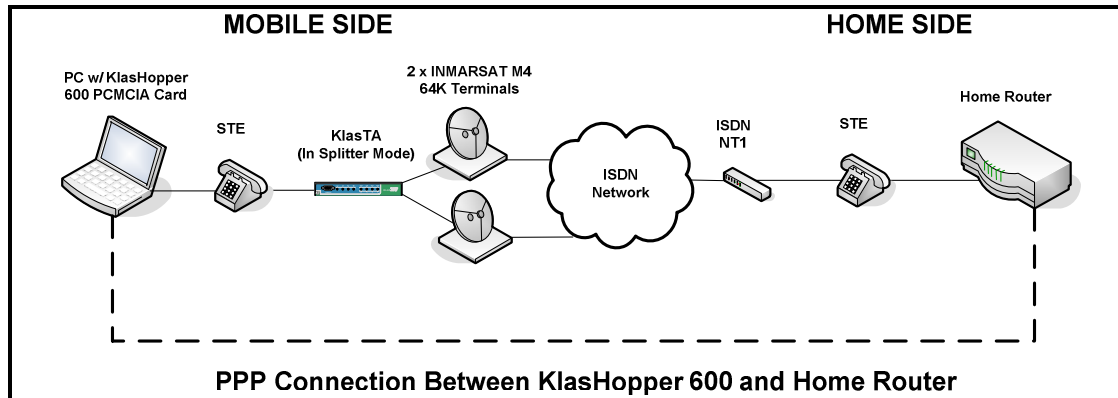 MOBILE SIDE
HOME SIDE
PC w/ KlasHopper
600 PCMCIA Card
STE
KlasTA
(In Splitter Mode)
2 x INMARSAT M4
64K Terminals
ISDN
Network
ISDN
NT1
STE
Home Router
PPP Connection Between KlasHopper 600 and Home Router